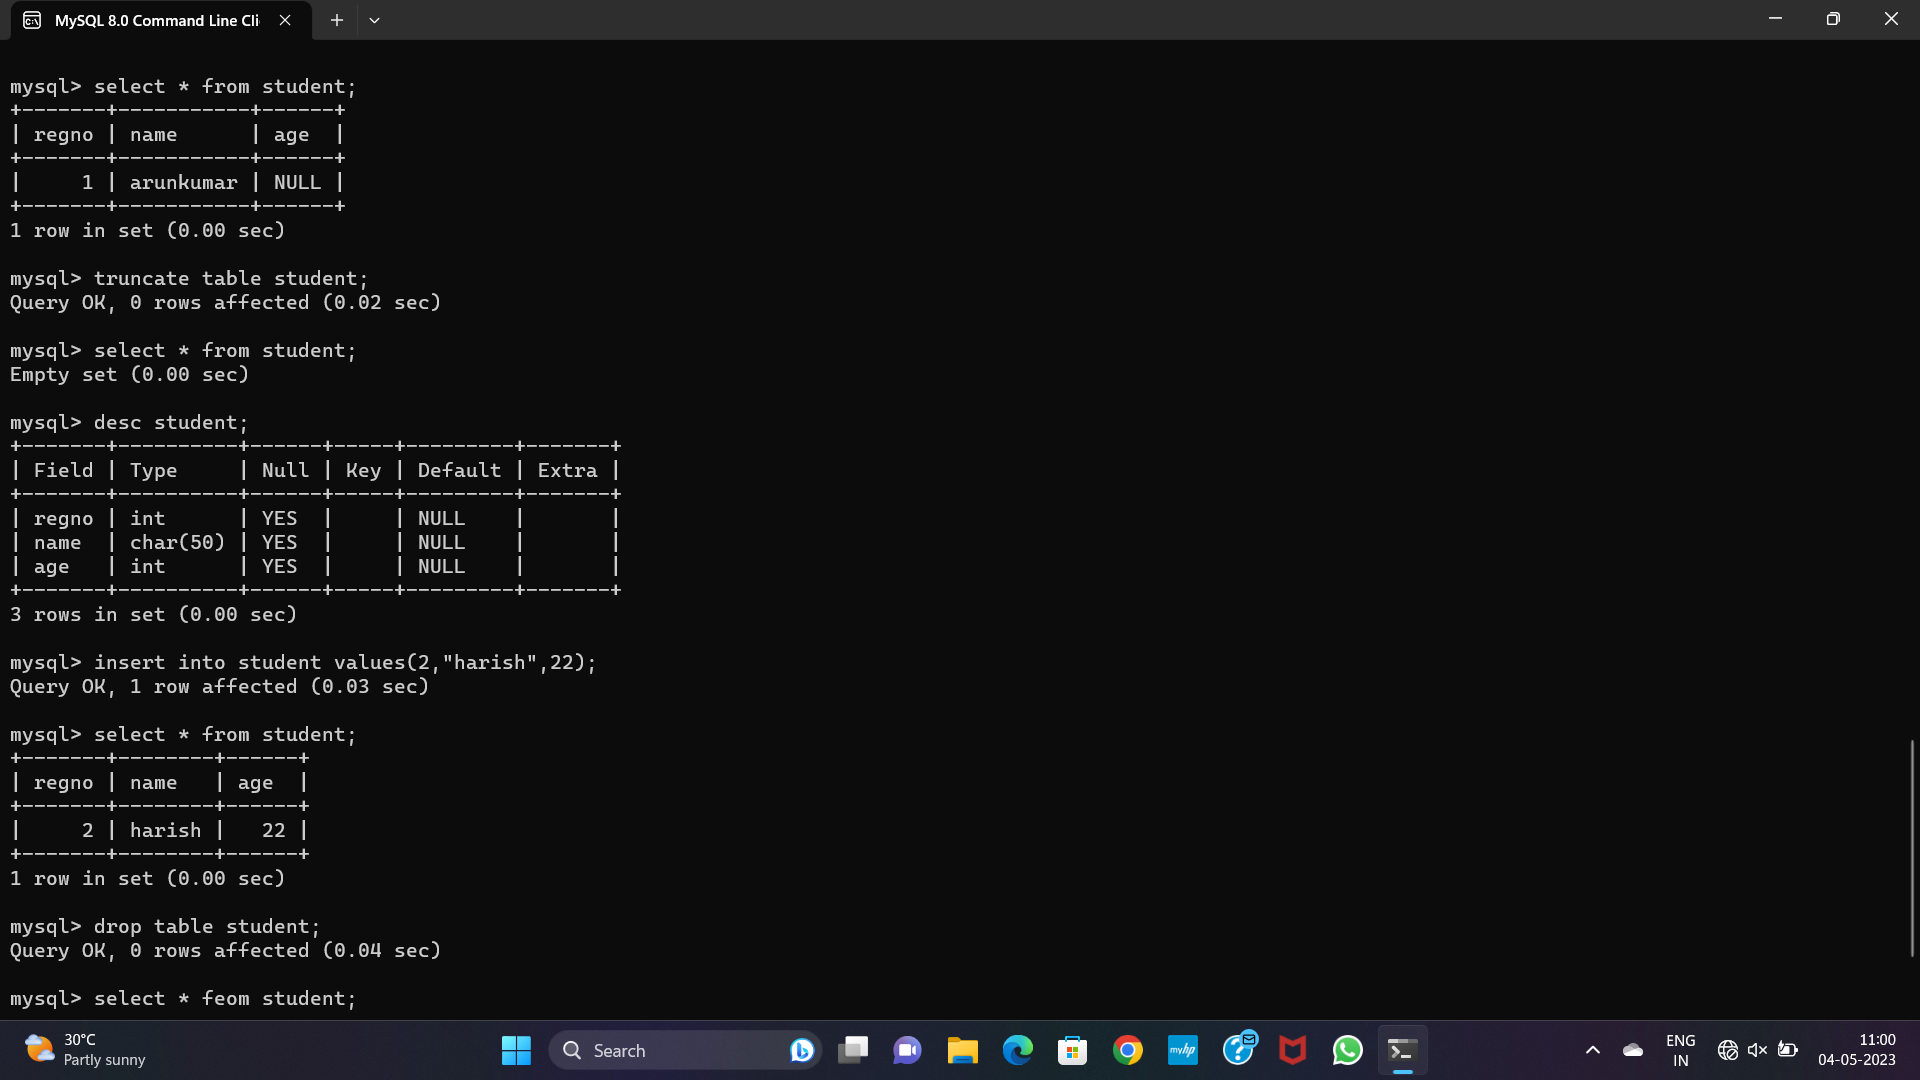 MySQL 8.0 Command Line Cli
mysql> select * from student;
+-------+-----------+------+
| regno | name      | age  |
+-------+-----------+------+
|     1 | arunkumar | NULL |
+-------+-----------+------+
1 row in set (0.00 sec)
mysql> truncate table student;
Query OK, 0 rows affected (0.02 sec)
mysql> select * from student;
Empty set (0.00 sec)
mysql> desc student;
+-------+----------+------+-----+---------+-------+
| Field | Type     | Null | Key | Default | Extra |
+-------+----------+------+-----+---------+-------+
| regno | int      | YES  |     | NULL    |       |
| name  | char(50) | YES  |     | NULL    |       |
| age   | int      | YES  |     | NULL    |       |
+-------+----------+------+-----+---------+-------+
3 rows in set (0.00 sec)
mysql> insert into student values(2,"harish",22);
Query OK, 1 row affected (0.03 sec)
mysql> select * from student;
+-------+--------+------+
| regno | name   | age  |
+-------+--------+------+
|     2 | harish |   22 |
+-------+--------+------+
1 row in set (0.00 sec)
mysql> drop table student;
Query OK, 0 rows affected (0.04 sec)
mysql> select * feom student;
30°C
Partly sunny
Search
myhp
ENG
IN
11:00
04-05-2023